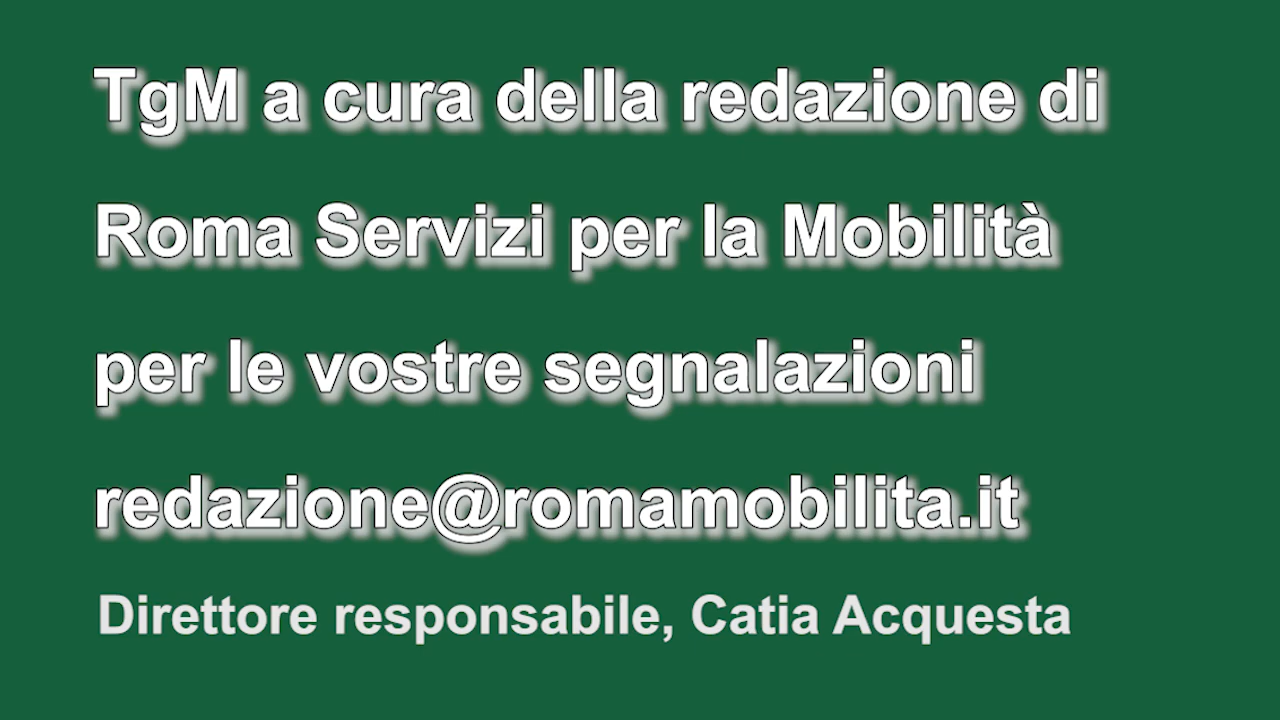 TgM a cura della redazione di
Roma Servizi per la Mobilità
per le vostre segnalazioni
redazione@romamobilita.it
Direttore responsabile, Catia Acquesta